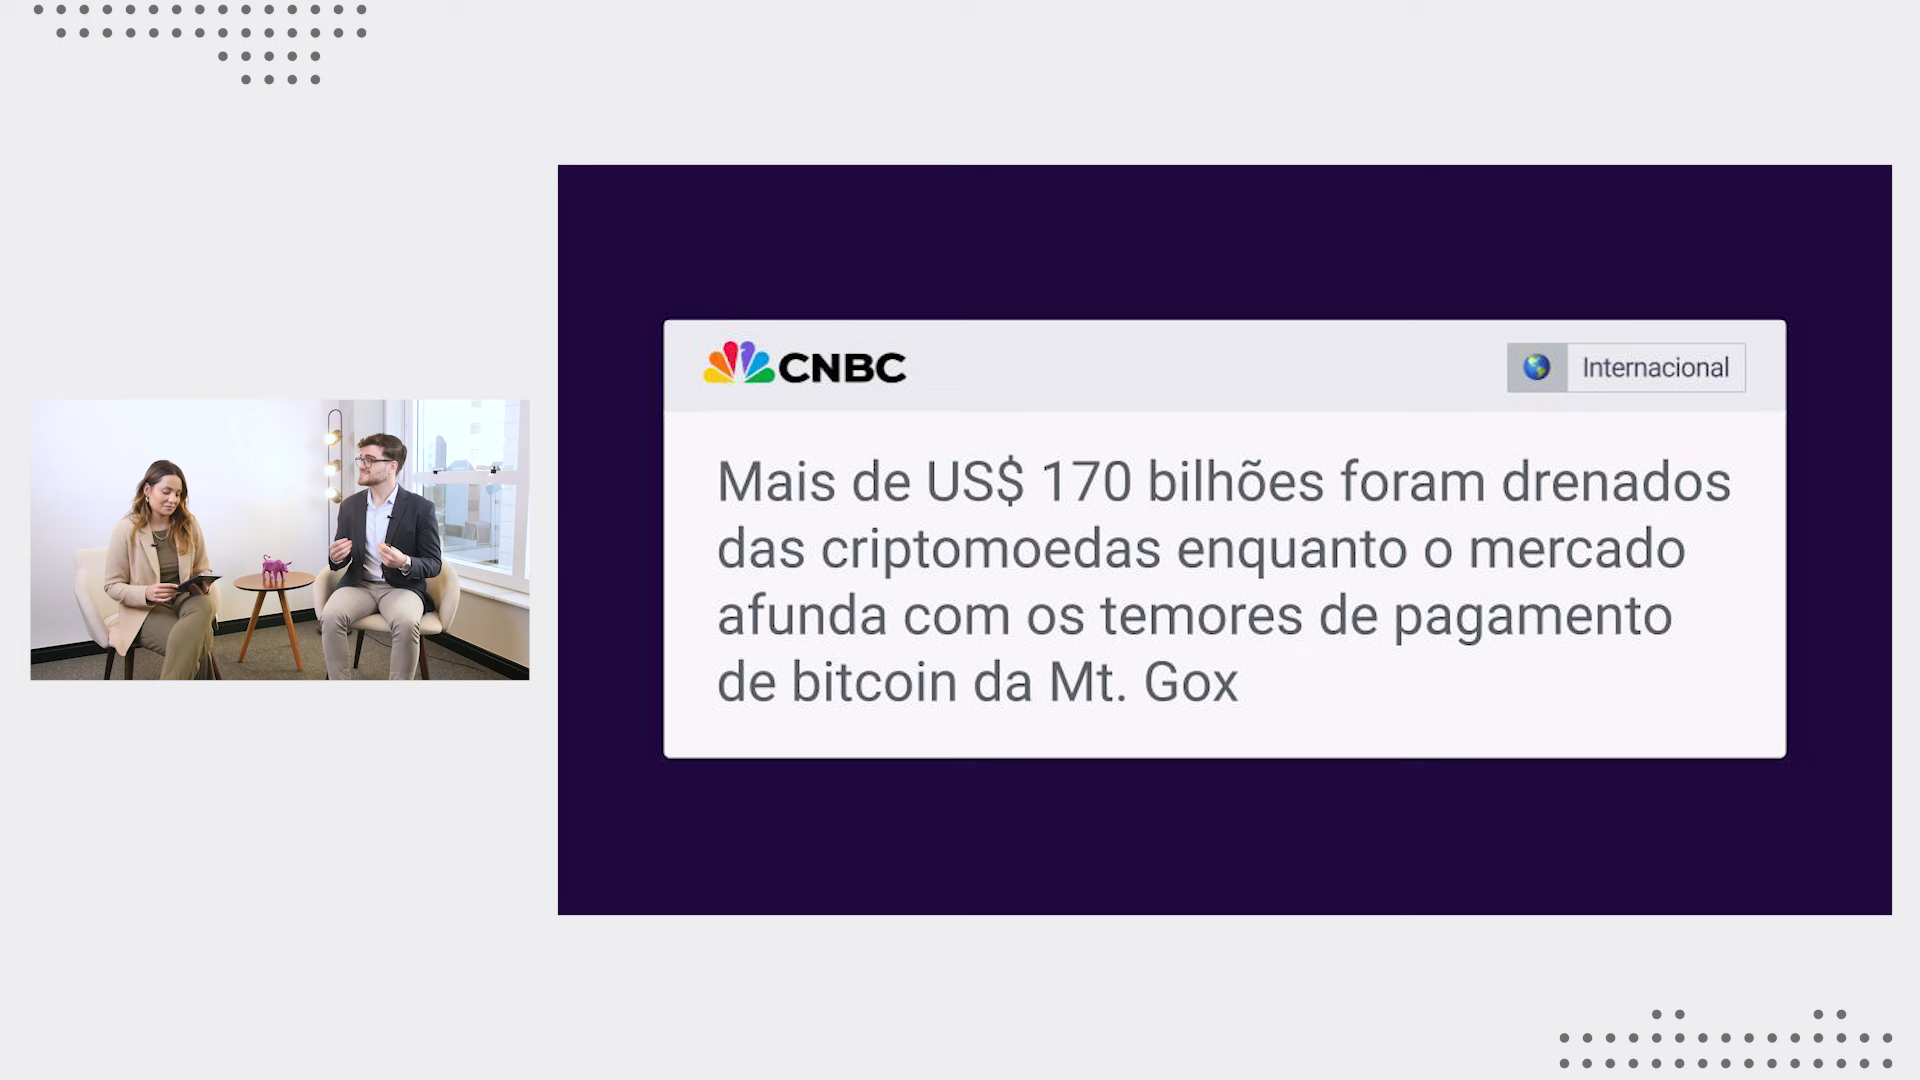 CNBC
Internacional
Mais de US$ 170 bilhões foram drenados
das criptomoedas enquanto o mercado
afunda com os temores de pagamento
de bitcoin da Mt. Gox